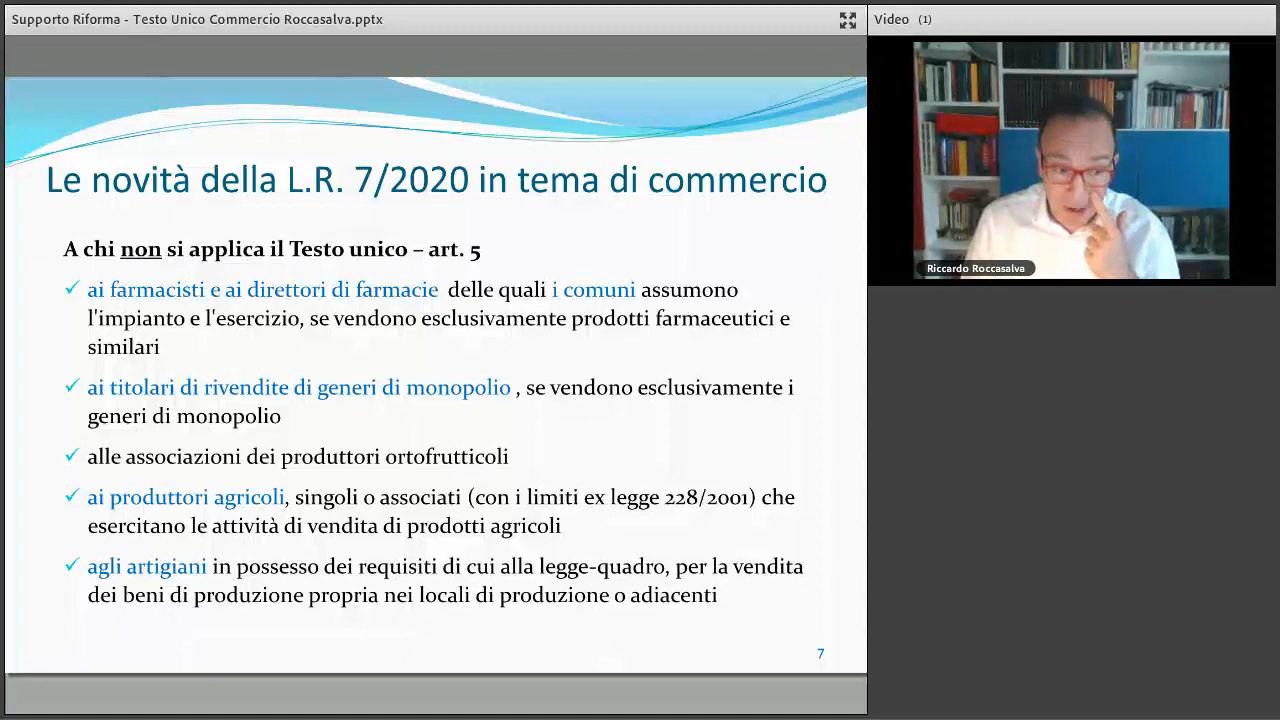 Supporto Riforma - Testo Unico Commercio Roccasalva.pptx
Video (1)
Riccardo Roccasalva
Le novità della L.R. 7/2020 in tema di commercio
A chi non si applica il Testo unico – art. 5
✓ ai farmacisti e ai direttori di farmacie delle quali i comuni assumono
l'impianto e l'esercizio, se vendono esclusivamente prodotti farmaceutici e
similari
✓ ai titolari di rivendite di generi di monopolio , se vendono esclusivamente i
generi di monopolio
✓ alle associazioni dei produttori ortofrutticoli
✓ ai produttori agricoli, singoli o associati (con i limiti ex legge 228/2001) che
esercitano le attività di vendita di prodotti agricoli
✓ agli artigiani in possesso dei requisiti di cui alla legge-quadro, per la vendita
dei beni di produzione propria nei locali di produzione o adiacenti
7